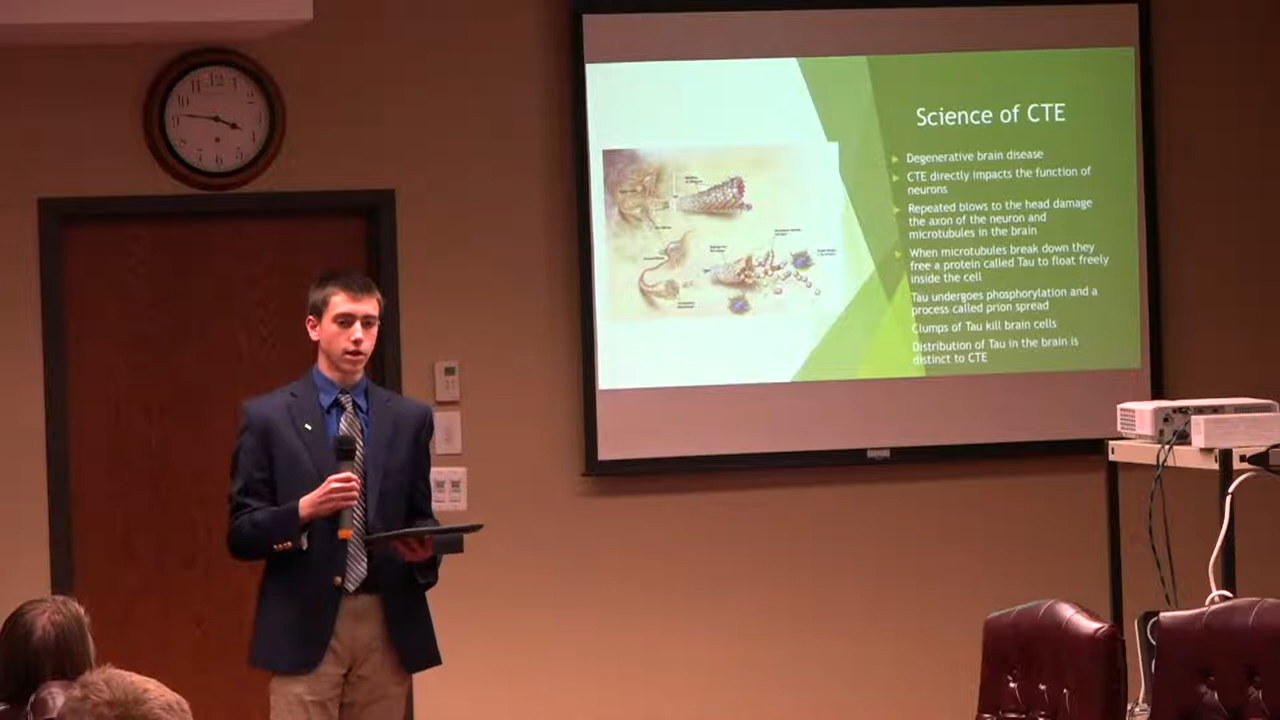 12
10
Science of CTE
Degenerative brain disease
CTE directly impacts the function of
neurons
Repeated blows to the head damage
the axon of the neuron and
microtubules in the brain
When microtubules break down they
free a protein called Tau to float freely
inside the cell
Tau undergoes phosphorylation and a
process called prion spread
Clumps of Tau kill brain cells
Distribution of Tau in the brain is
distinct to CTE